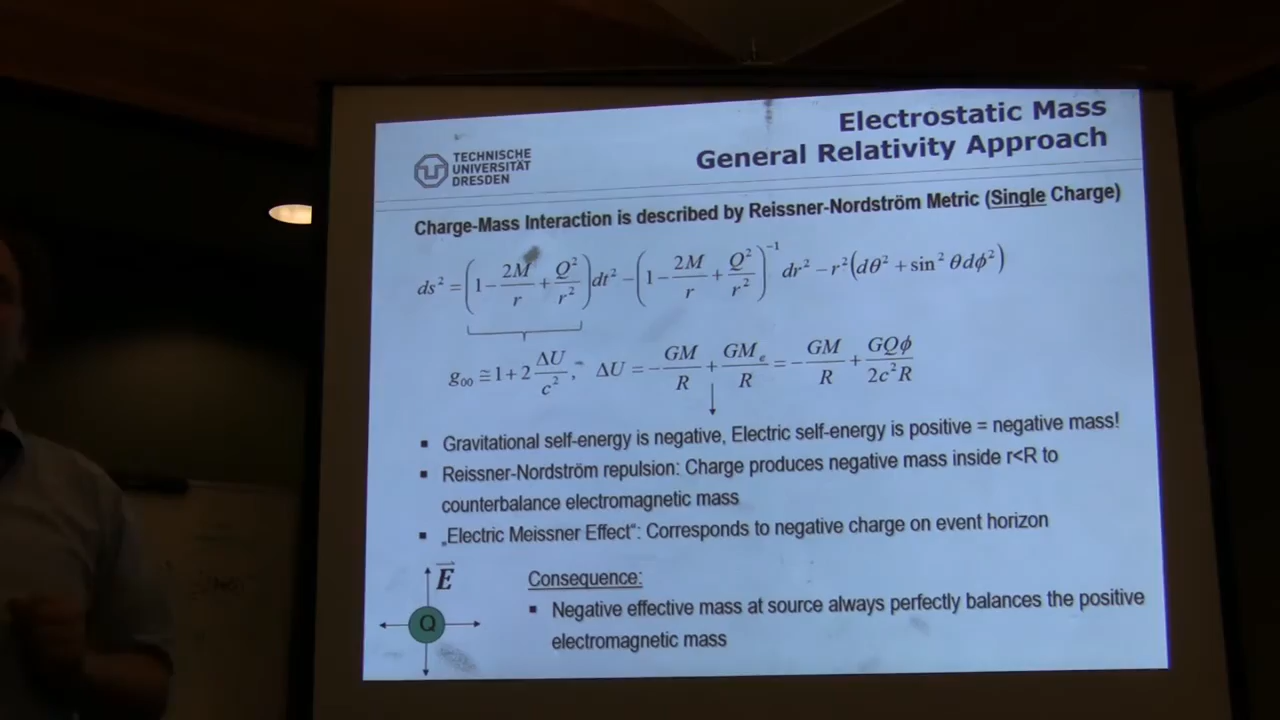 Electrostatic Mass
General Relativity Approach
TECHNISCHE
UNIVERSITÄT
DRESDEN
Charge-Mass Interaction is described by Reissner-Nordström Metric (Single Charge)
ds² = (1 − 2M/r + Q²/r²) dt² − (1 − 2M/r + Q²/r²)⁻¹ dr² − r²(dθ² + sin² θdϕ²)
g₀₀ ≅ 1 + 2 ΔU/c², ΔU = − GM/R + GMₑ/R = − GM/R + GQϕ/2c²R
▪ Gravitational self-energy is negative, Electric self-energy is positive = negative mass!
▪ Reissner-Nordström repulsion: Charge produces negative mass inside r<R to
counterbalance electromagnetic mass
▪ „Electric Meissner Effect“: Corresponds to negative charge on event horizon
E⃗
Q
Consequence:
▪ Negative effective mass at source always perfectly balances the positive
electromagnetic mass